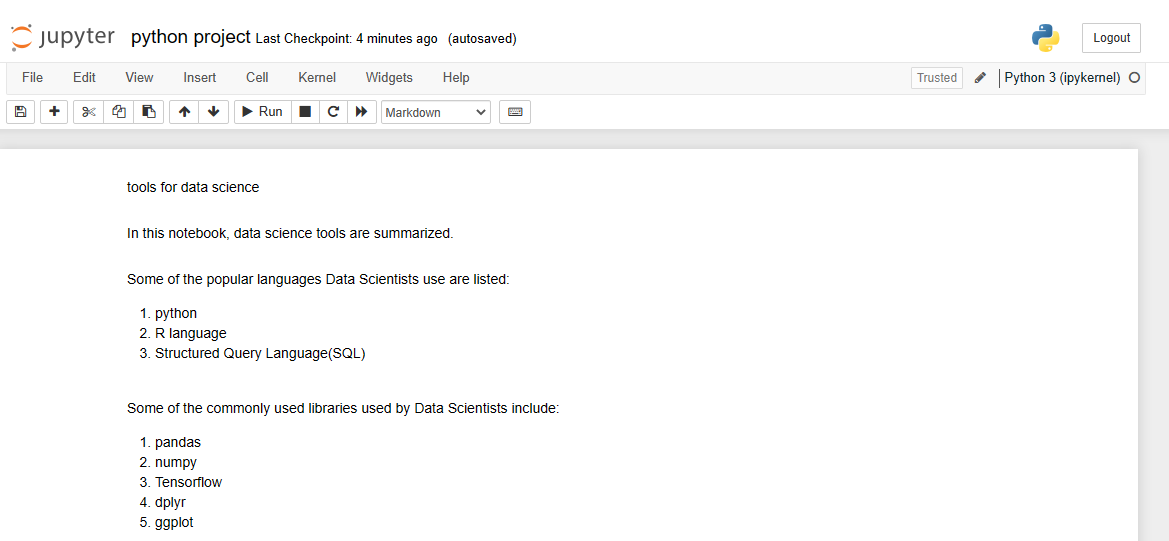 jupyter python project Last Checkpoint: 4 minutes ago (autosaved) Logout
File Edit View Insert Cell Kernel Widgets Help Trusted Python 3 (ipykernel)
Run Markdown
tools for data science
In this notebook, data science tools are summarized.
Some of the popular languages Data Scientists use are listed:
1. python
2. R language
3. Structured Query Language(SQL)
Some of the commonly used libraries used by Data Scientists include:
1. pandas
2. numpy
3. Tensorflow
4. dplyr
5. ggplot